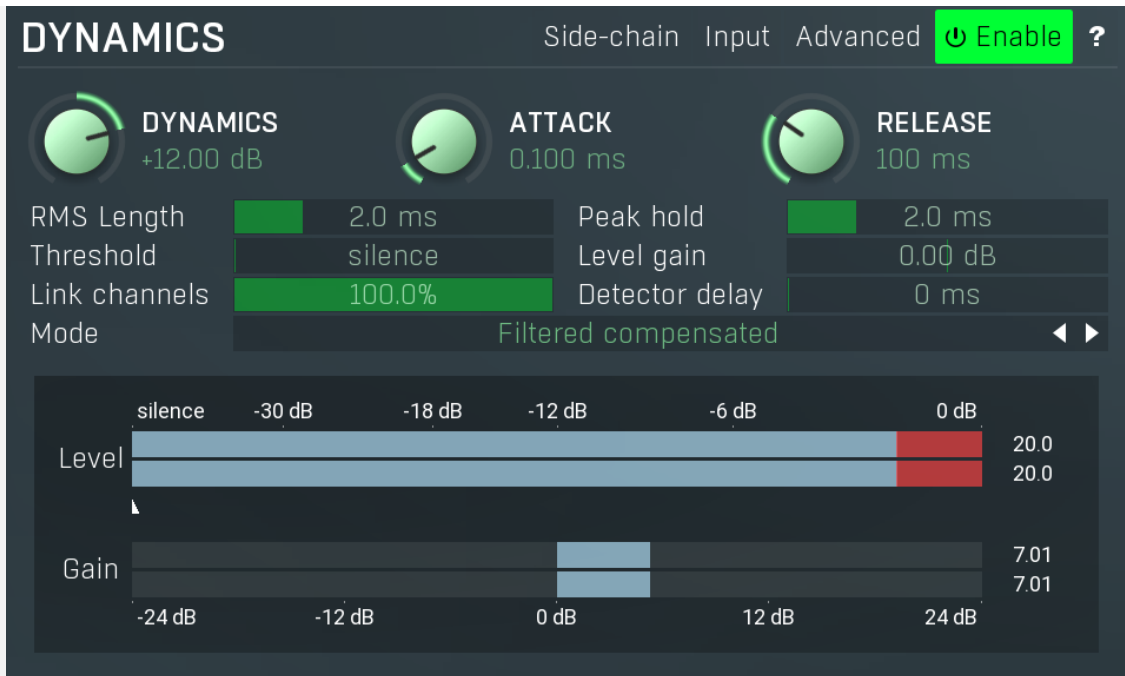 DYNAMICS Side-chain Input Advanced Enable ?
DYNAMICS ATTACK RELEASE
+12.00 dB 0.100 ms 100 ms
RMS Length 2.0 ms Peak hold 2.0 ms
Threshold silence Level gain 0.00 dB
Link channels 100.0% Detector delay 0 ms
Mode Filtered compensated
silence -30 dB -18 dB -12 dB -6 dB 0 dB
Level 20.0
20.0
Gain 7.01
7.01
-24 dB -12 dB 0 dB 12 dB 24 dB